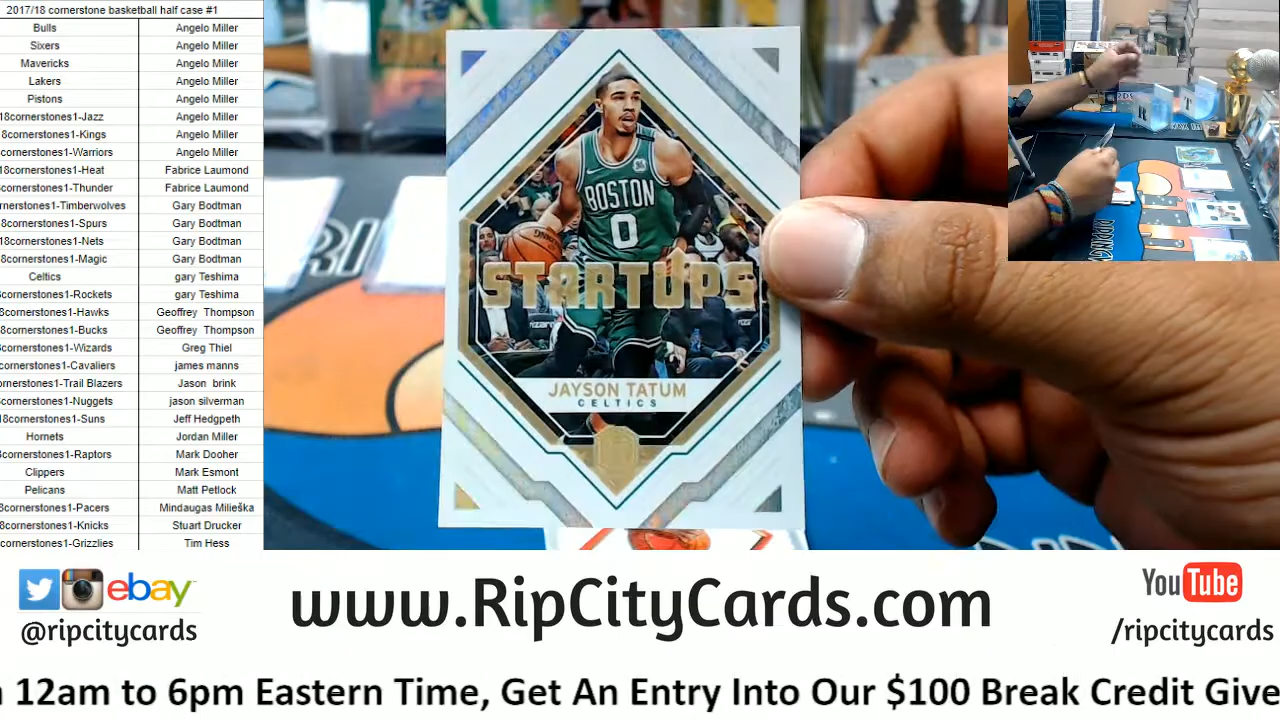 2017/18 cornerstone basketball half case #1
Bulls Angelo Miller
Sixers Angelo Miller
Mavericks Angelo Miller
Lakers Angelo Miller
Pistons Angelo Miller
18cornerstones1-Jazz Angelo Miller
8cornerstones1-Kings Angelo Miller
cornerstones1-Warriors Angelo Miller
18cornerstones1-Heat Fabrice Laumond
cornerstones1-Thunder Fabrice Laumond
rnerstones1-Timberwolves Gary Bodtman
cornerstones1-Spurs Gary Bodtman
18cornerstones1-Nets Gary Bodtman
8cornerstones1-Magic Gary Bodtman
Celtics gary Teshima
cornerstones1-Rockets gary Teshima
8cornerstones1-Hawks Geoffrey Thompson
8cornerstones1-Bucks Geoffrey Thompson
cornerstones1-Wizards Greg Thiel
cornerstones1-Cavaliers james manns
ornerstones1-Trail Blazers Jason brink
cornerstones1-Nuggets jason silverman
18cornerstones1-Suns Jeff Hedgpeth
Hornets Jordan Miller
cornerstones1-Raptors Mark Dooher
Clippers Mark Esmont
Pelicans Matt Petlock
8cornerstones1-Pacers Mindaugas Milieška
8cornerstones1-Knicks Stuart Drucker
cornerstones1-Grizzlies Tim Hess
BOSTON
0
STARTUPS
JAYSON TATUM
CELTICS
ebay
@ripcitycards
www.RipCityCards.com
YouTube
/ripcitycards
12am to 6pm Eastern Time, Get An Entry Into Our $100 Break Credit Give